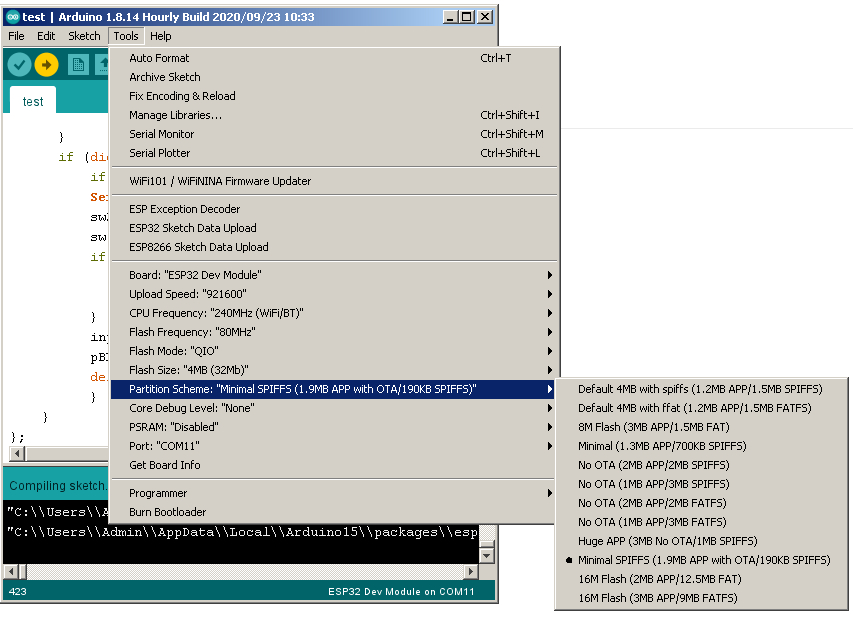 test | Arduino 1.8.14 Hourly Build 2020/09/23 10:33
File Edit Sketch Tools Help
test
}
if (di
if
Se
sw
sw
if
}
in
pB
de
}
}
};
Compiling sketch.
"C:\\Users\\A
"C:\\Users\\Admin\\AppData\\Local\\Arduino15\\packages\\esp
423 ESP32 Dev Module on COM11
Auto Format Ctrl+T
Archive Sketch
Fix Encoding & Reload
Manage Libraries... Ctrl+Shift+I
Serial Monitor Ctrl+Shift+M
Serial Plotter Ctrl+Shift+L
WiFi101 / WiFiNINA Firmware Updater
ESP Exception Decoder
ESP32 Sketch Data Upload
ESP8266 Sketch Data Upload
Board: "ESP32 Dev Module"
Upload Speed: "921600"
CPU Frequency: "240MHz (WiFi/BT)"
Flash Frequency: "80MHz"
Flash Mode: "QIO"
Flash Size: "4MB (32Mb)"
Partition Scheme: "Minimal SPIFFS (1.9MB APP with OTA/190KB SPIFFS)"
Core Debug Level: "None"
PSRAM: "Disabled"
Port: "COM11"
Get Board Info
Programmer
Burn Bootloader
Default 4MB with spiffs (1.2MB APP/1.5MB SPIFFS)
Default 4MB with ffat (1.2MB APP/1.5MB FATFS)
8M Flash (3MB APP/1.5MB FAT)
Minimal (1.3MB APP/700KB SPIFFS)
No OTA (2MB APP/2MB SPIFFS)
No OTA (1MB APP/3MB SPIFFS)
No OTA (2MB APP/2MB FATFS)
No OTA (1MB APP/3MB FATFS)
Huge APP (3MB No OTA/1MB SPIFFS)
Minimal SPIFFS (1.9MB APP with OTA/190KB SPIFFS)
16M Flash (2MB APP/12.5MB FAT)
16M Flash (3MB APP/9MB FATFS)